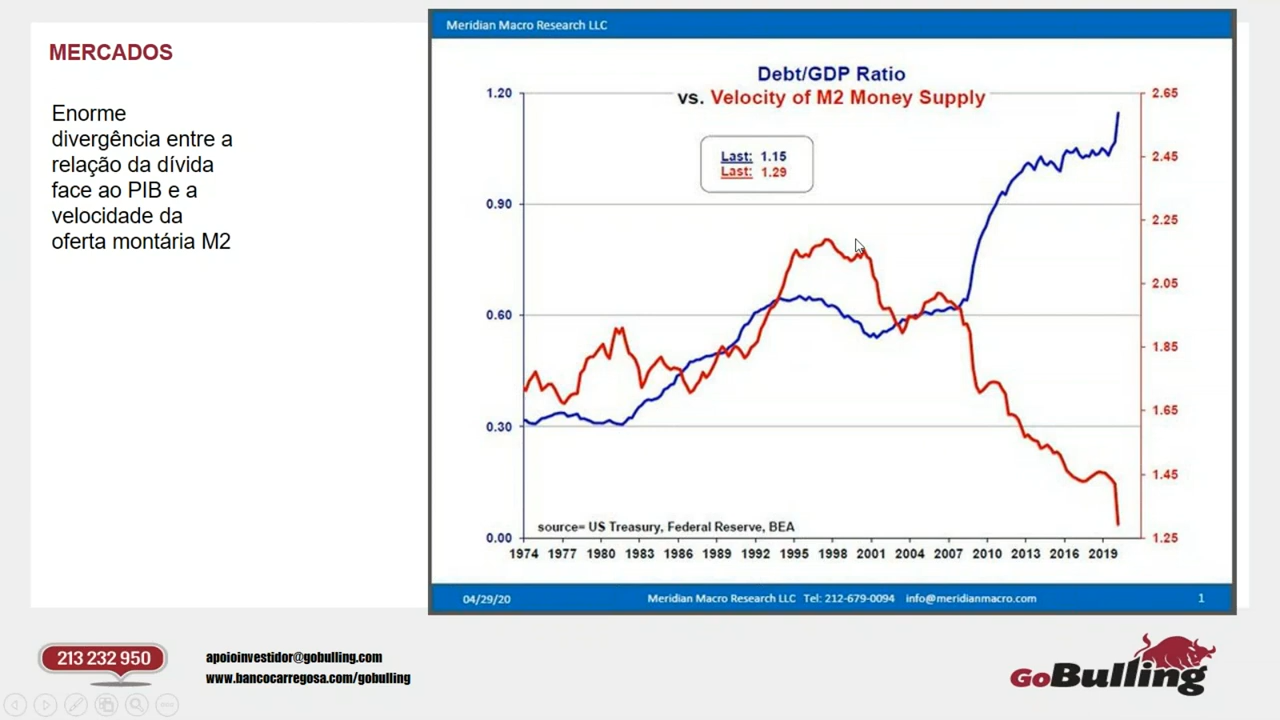 MERCADOS
Enorme
divergência entre a
relação da dívida
face ao PIB e a
velocidade da
oferta montária M2
Meridian Macro Research LLC
Debt/GDP Ratio
vs. Velocity of M2 Money Supply
Last: 1.15
Last: 1.29
1.20
0.90
0.60
0.30
0.00
2.65
2.45
2.25
2.05
1.85
1.65
1.45
1.25
source= US Treasury, Federal Reserve, BEA
1974 1977 1980 1983 1986 1989 1992 1995 1998 2001 2004 2007 2010 2013 2016 2019
04/29/20 Meridian Macro Research LLC Tel: 212-679-0094 info@meridianmacro.com 1
213 232 950
apoioinvestidor@gobulling.com
www.bancocarregosa.com/gobulling
GoBulling